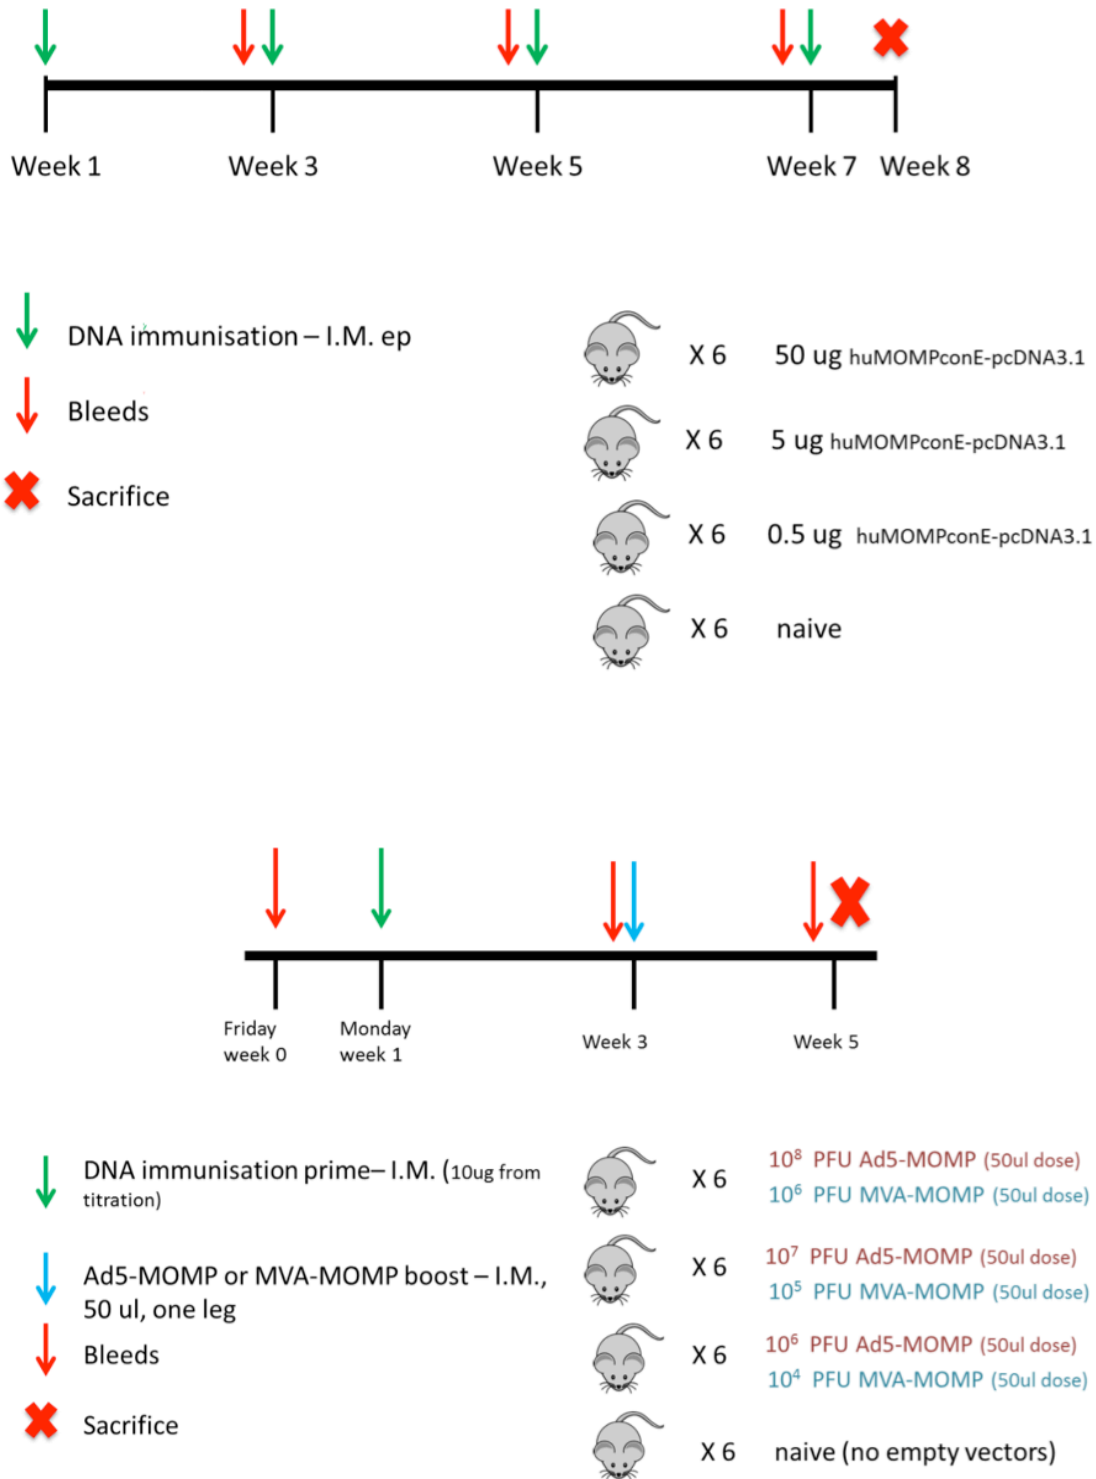 Week 1 Week 3 Week 5 Week 7 Week 8
DNA immunisation – I.M. ep
Bleeds
Sacrifice
X 6 50 ug huMOMPconE-pcDNA3.1
X 6 5 ug huMOMPconE-pcDNA3.1
X 6 0.5 ug huMOMPconE-pcDNA3.1
X 6 naive
Friday
week 0
Monday
week 1
Week 3
Week 5
DNA immunisation prime– I.M. (10ug from
titration)
Ad5-MOMP or MVA-MOMP boost – I.M.,
50 ul, one leg
Bleeds
Sacrifice
X 6
10⁸ PFU Ad5-MOMP (50ul dose)
10⁶ PFU MVA-MOMP (50ul dose)
X 6
10⁷ PFU Ad5-MOMP (50ul dose)
10⁵ PFU MVA-MOMP (50ul dose)
X 6
10⁶ PFU Ad5-MOMP (50ul dose)
10⁴ PFU MVA-MOMP (50ul dose)
X 6 naive (no empty vectors)